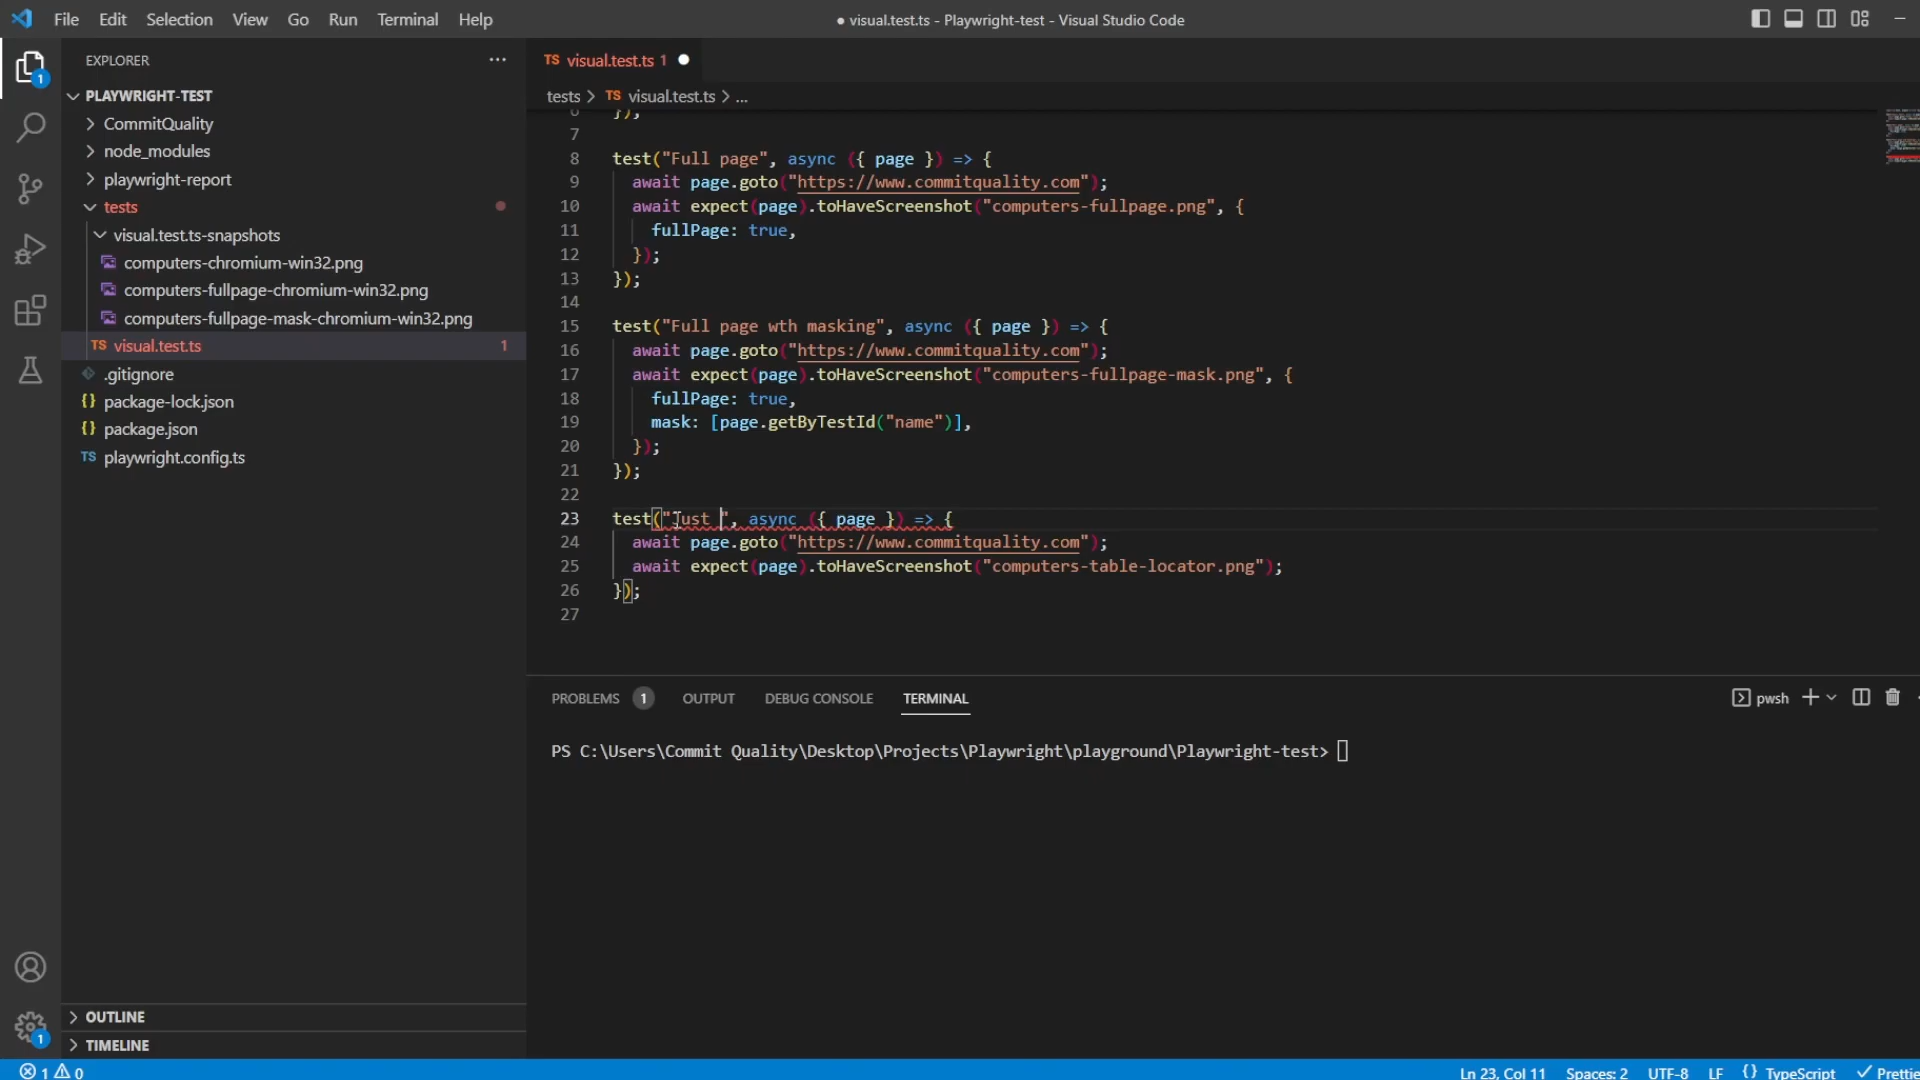 File Edit Selection View Go Run Terminal Help
● visual.test.ts - Playwright-test - Visual Studio Code
EXPLORER
PLAYWRIGHT-TEST
CommitQuality
node_modules
playwright-report
tests
visual.test.ts-snapshots
computers-chromium-win32.png
computers-fullpage-chromium-win32.png
computers-fullpage-mask-chromium-win32.png
TS visual.test.ts 1
.gitignore
{} package-lock.json
{} package.json
TS playwright.config.ts
OUTLINE
TIMELINE
1
1
TS visual.test.ts 1 ●
tests > TS visual.test.ts > ...
6 });
7
8 test("Full page", async ({ page }) => {
9 await page.goto("https://www.commitquality.com");
10 await expect(page).toHaveScreenshot("computers-fullpage.png", {
11 fullPage: true,
12 });
13 });
14
15 test("Full page wth masking", async ({ page }) => {
16 await page.goto("https://www.commitquality.com");
17 await expect(page).toHaveScreenshot("computers-fullpage-mask.png", {
18 fullPage: true,
19 mask: [page.getByTestId("name")],
20 });
21 });
22
23 test("Just ", async ({ page }) => {
24 await page.goto("https://www.commitquality.com");
25 await expect(page).toHaveScreenshot("computers-table-locator.png");
26 });
27
PROBLEMS 1 OUTPUT DEBUG CONSOLE TERMINAL
pwsh
PS C:\Users\Commit Quality\Desktop\Projects\Playwright\playground\Playwright-test>
1 0
Ln 23, Col 11 Spaces: 2 UTF-8 LF {} TypeScript Prettie